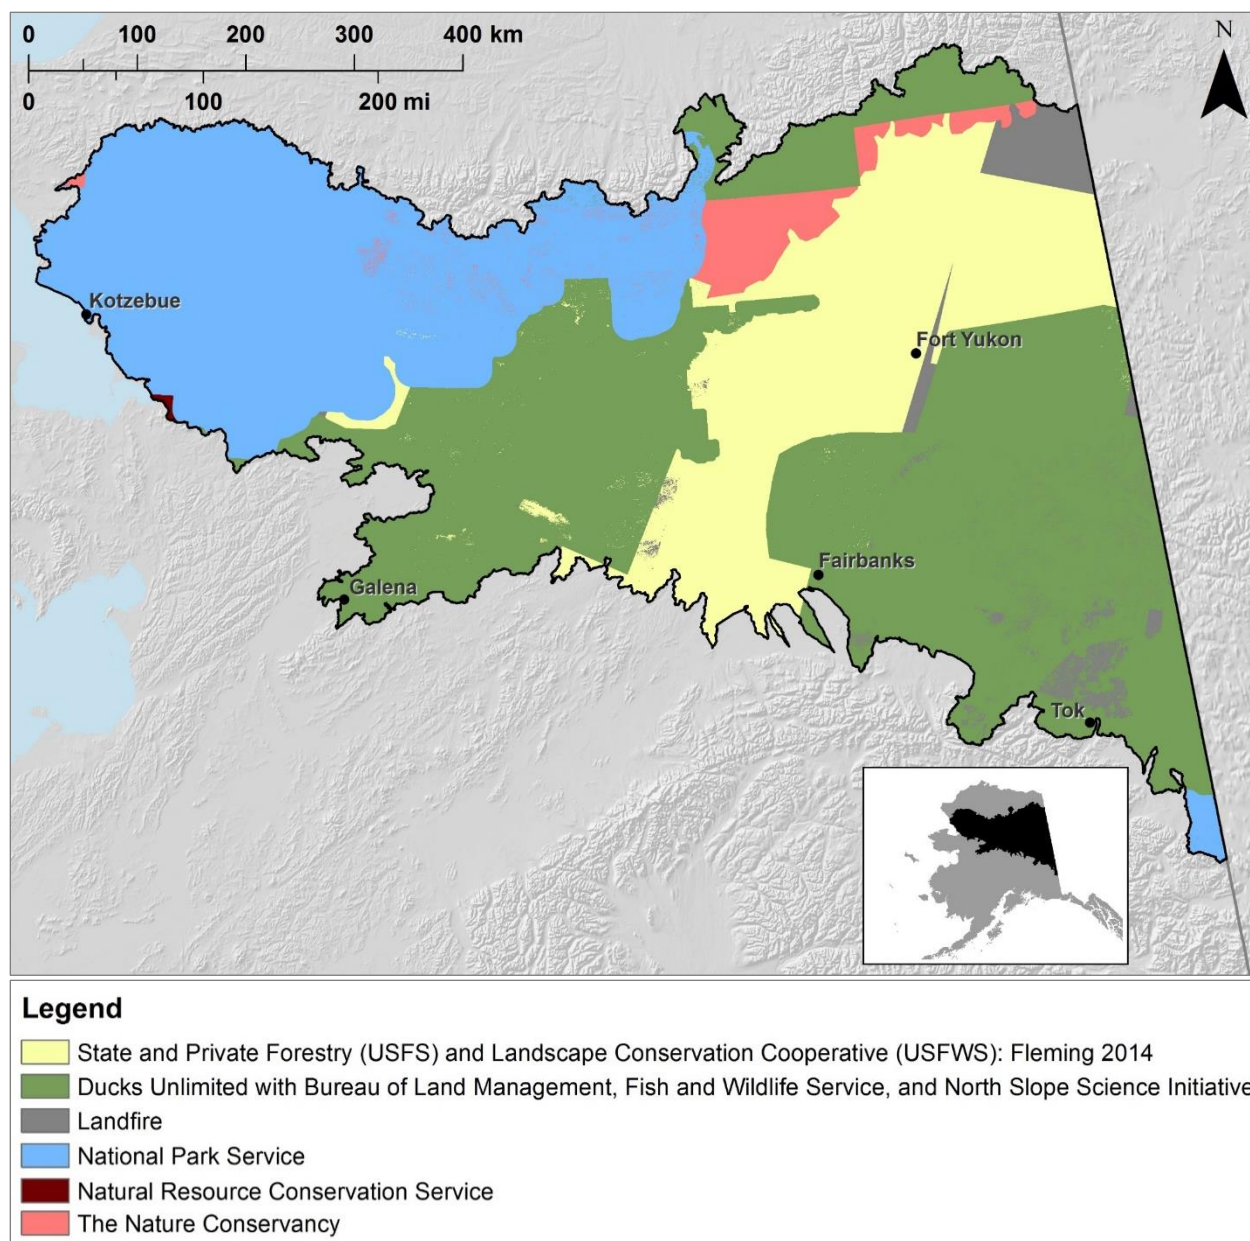 0 100 200 300 400 km
0 100 200 mi
N
Kotzebue
Fort Yukon
Fairbanks
Galena
Tok
Legend
State and Private Forestry (USFS) and Landscape Conservation Cooperative (USFWS): Fleming 2014
Ducks Unlimited with Bureau of Land Management, Fish and Wildlife Service, and North Slope Science Initiative
Landfire
National Park Service
Natural Resource Conservation Service
The Nature Conservancy